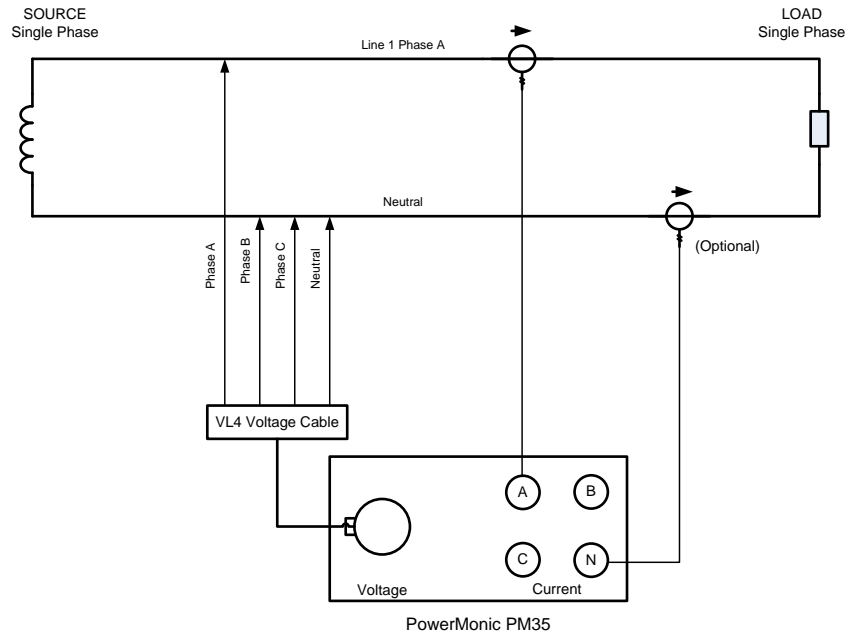 SOURCE
Single Phase
LOAD
Single Phase
Line 1 Phase A
Neutral
(Optional)
Phase A
Phase B
Phase C
Neutral
VL4 Voltage Cable
A
B
C
N
Voltage
Current
PowerMonic PM35